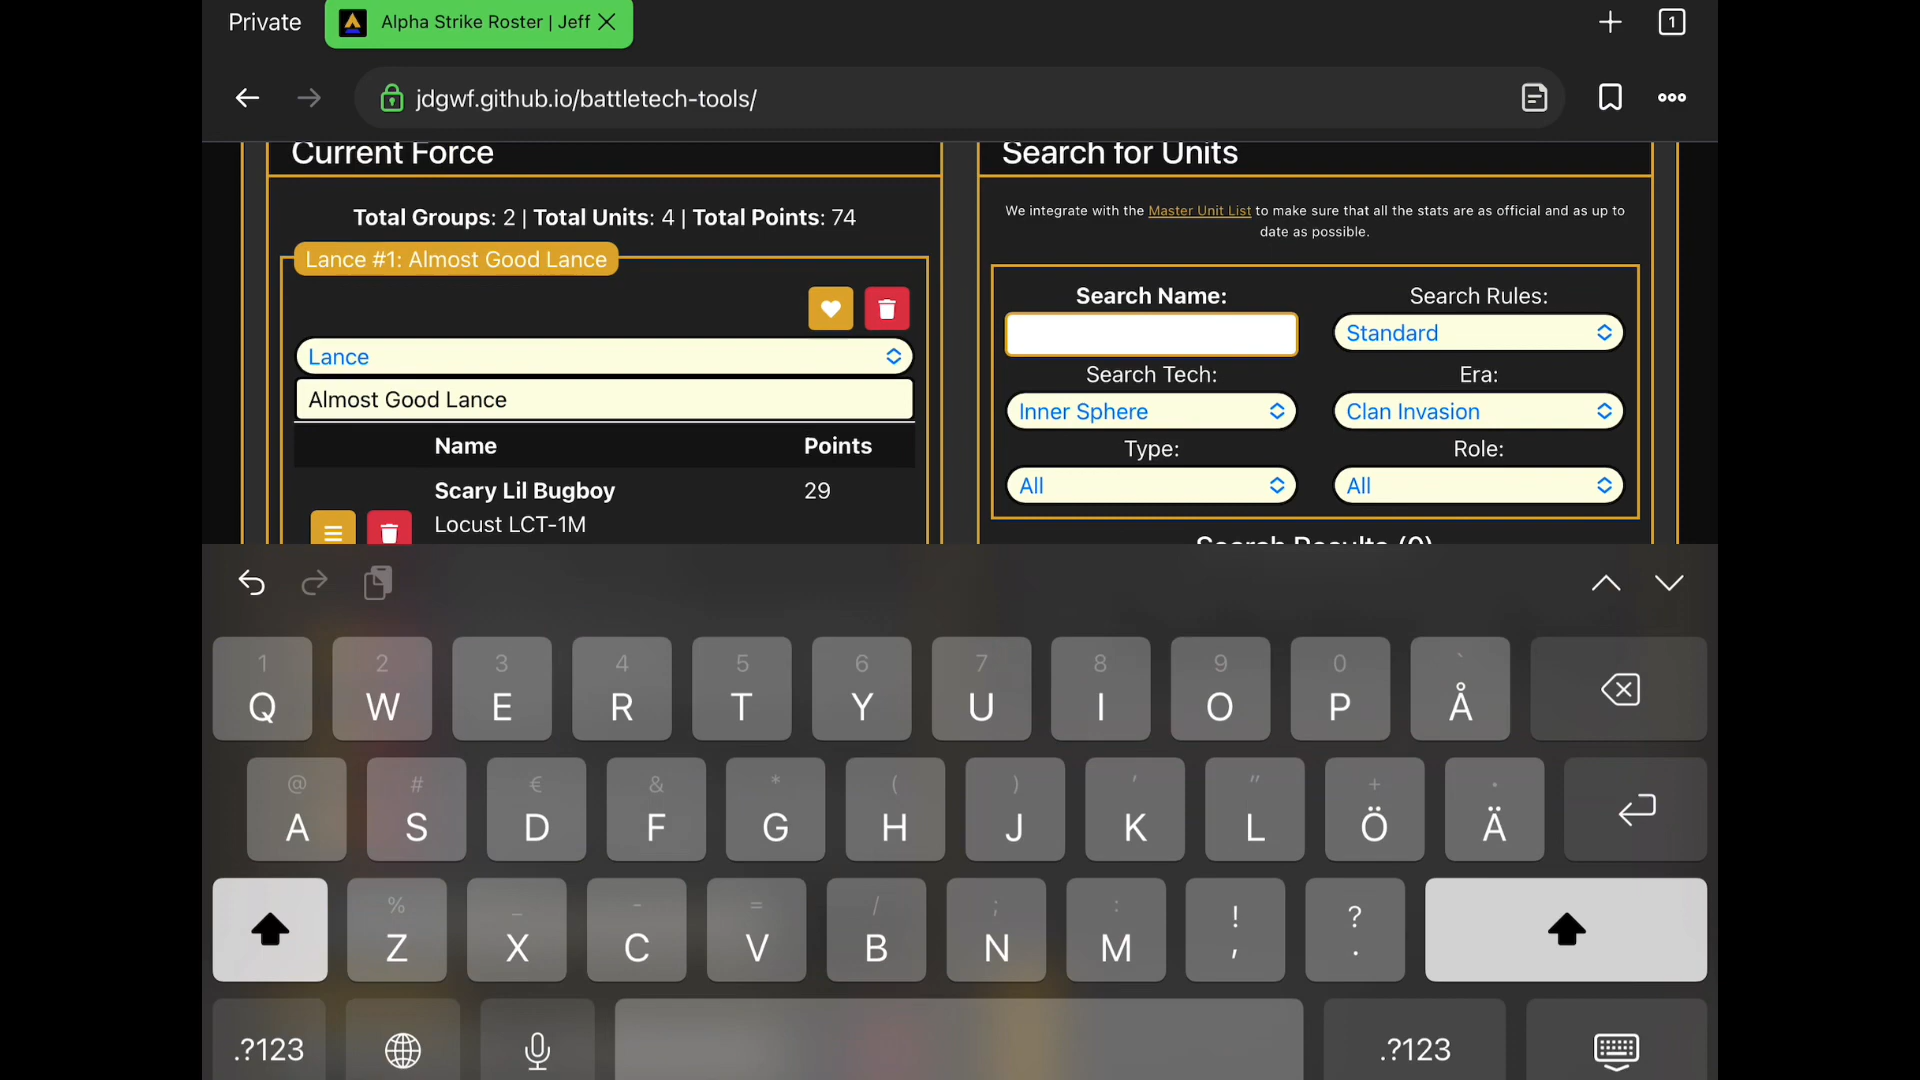 Private
Alpha Strike Roster | Jeff
1
jdgwf.github.io/battletech-tools/
Current Force
Total Groups: 2 | Total Units: 4 | Total Points: 74
Lance #1: Almost Good Lance
Lance
Almost Good Lance
Name Points
Scary Lil Bugboy 29
Locust LCT-1M
Search for Units
We integrate with the Master Unit List to make sure that all the stats are as official and as up to
date as possible.
Search Name: Search Rules:
Standard
Search Tech: Era:
Inner Sphere Clan Invasion
Type: Role:
All All
Search Results (0)
1 2 3 4 5 6 7 8 9 0 `
Q W E R T Y U I O P Å
@ # € & * ( ) ' " + ·
A S D F G H J K L Ö Ä
% _ - = / ; : ! ?
Z X C V B N M , .
.?123 .?123